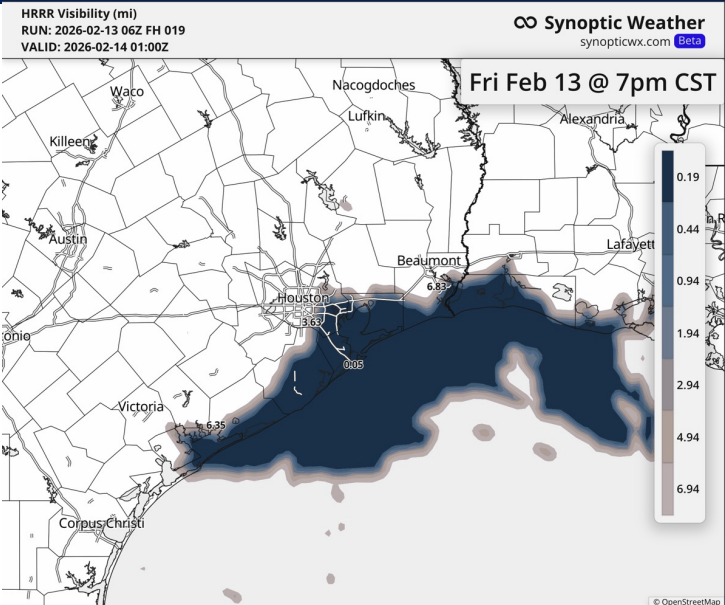 HRRR Visibility (mi)
RUN: 2026-02-13 06Z FH 019
VALID: 2026-02-14 01:00Z
Synoptic Weather
synopticwx.com Beta
Fri Feb 13 @ 7pm CST
Waco
Nacogdoches
Lufkin
Alexandria
Killeen
0.19
0.44
Austin
Lafayett
Beaumont
0.94
6.83
Houston
3.63
1.94
onio
0.05
2.94
Victoria
6.35
4.94
6.94
Corpus Christi
© OpenStreetMap